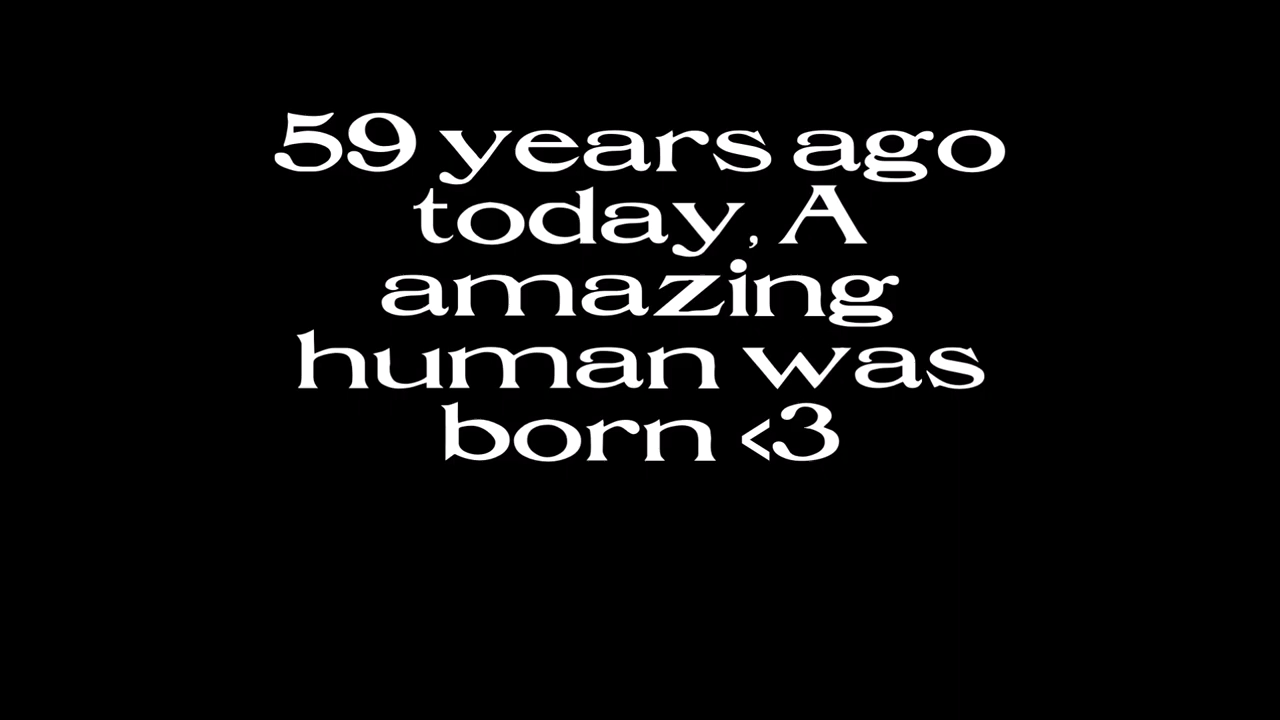 59 years ago
today, A
amazing
human was
born <3